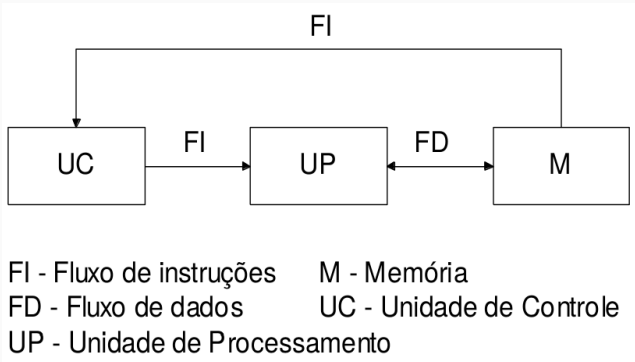 FI
FI
FD
UC
UP
M
FI - Fluxo de instruções
M - Memória
FD - Fluxo de dados
UC - Unidade de Controle
UP - Unidade de Processamento